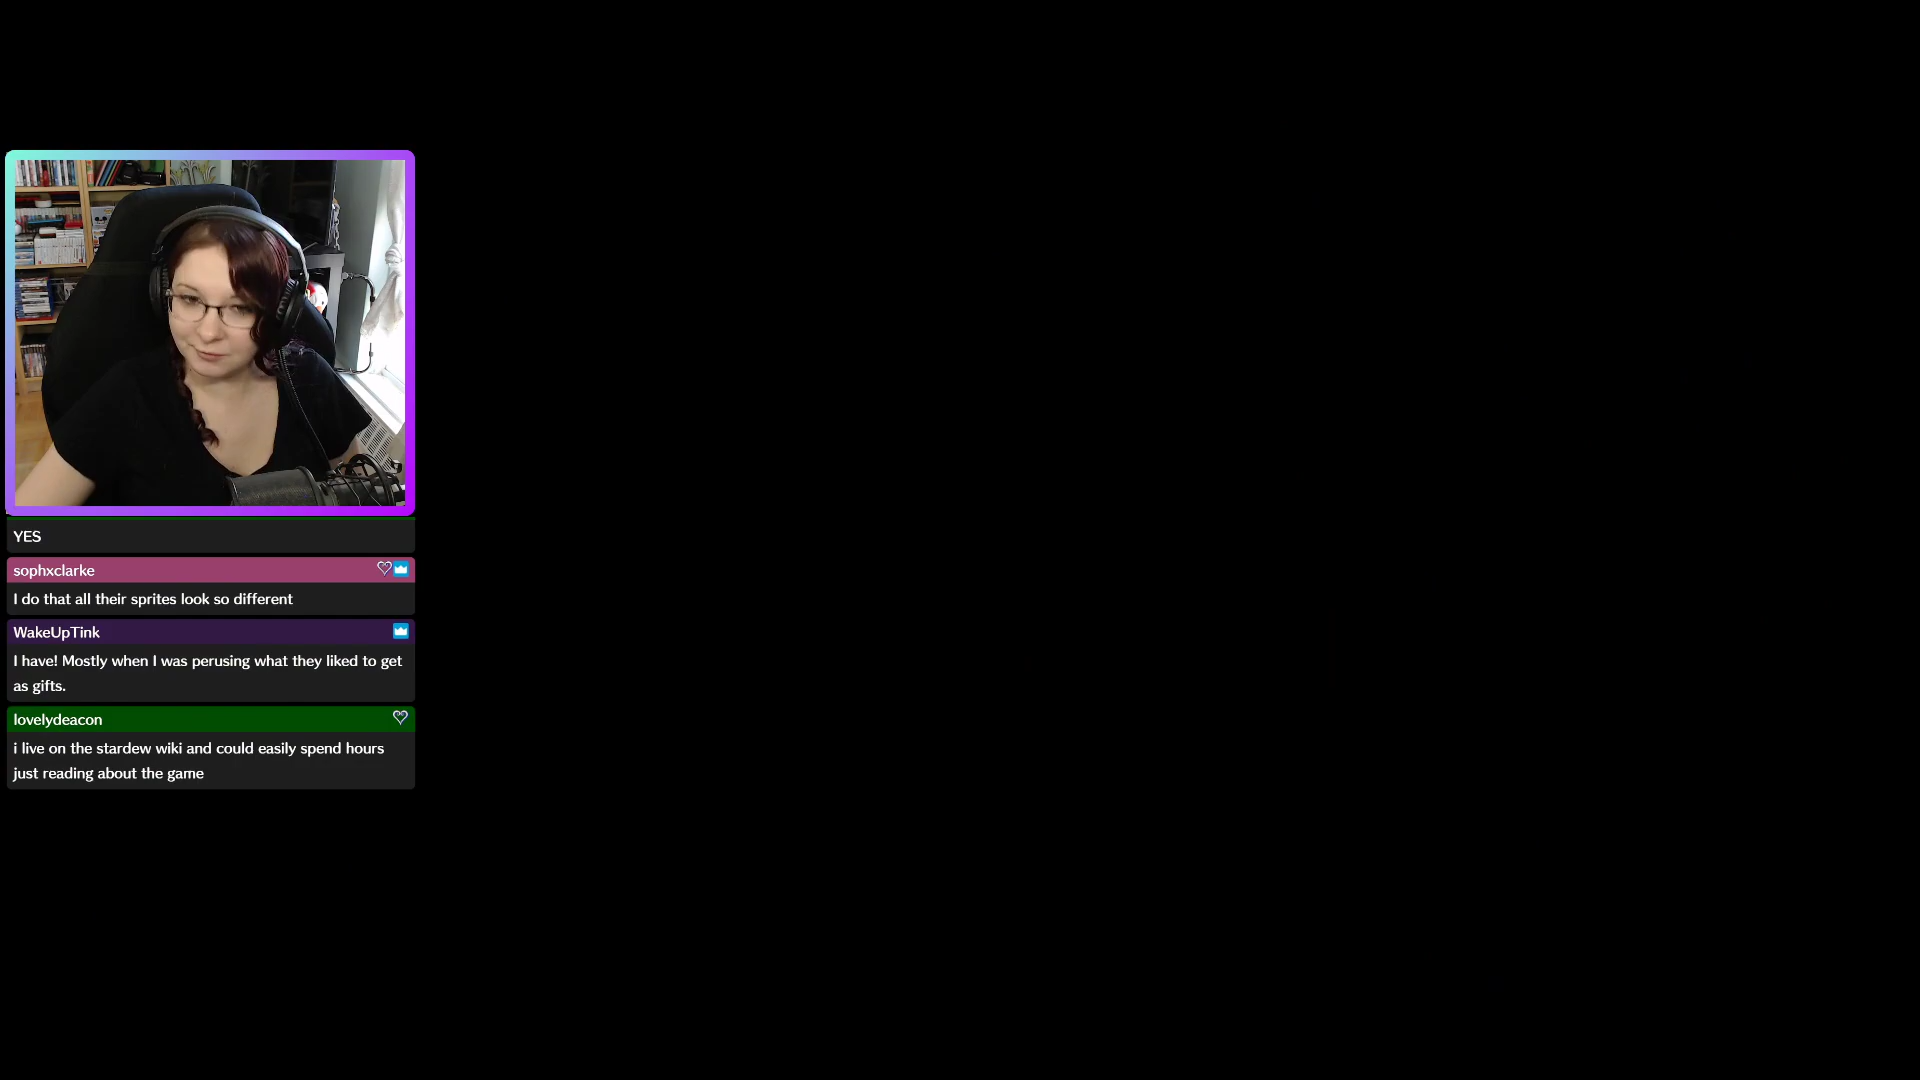 YES
sophxclarke
I do that all their sprites look so different
WakeUpTink
I have! Mostly when I was perusing what they liked to get
as gifts.
lovelydeacon
i live on the stardew wiki and could easily spend hours
just reading about the game